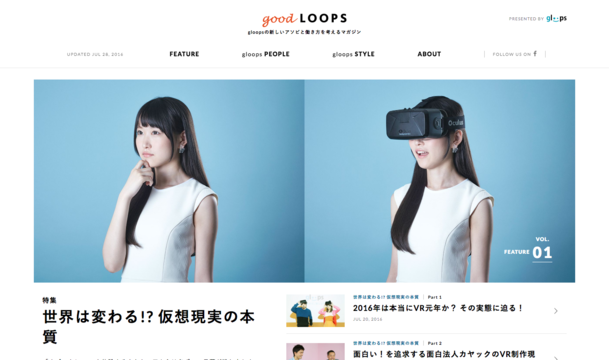 good LOOPS
gloopsの新しいアソビと働き方を考えるマガジン
PRESENTED BY gloops
UPDATED JUL 28, 2016
FEATURE
gloops PEOPLE
gloops STYLE
ABOUT
FOLLOW US ON f
oculus
VOL.
FEATURE 01
特集
世界は変わる!? 仮想現実の本
質
世界は変わる!? 仮想現実の本質 | Part 1
2016年は本当にVR元年か？ その実態に迫る！
JUL 28, 2016
世界は変わる!? 仮想現実の本質 | Part 2
面白い！を追求する面白法人カヤックのVR制作現